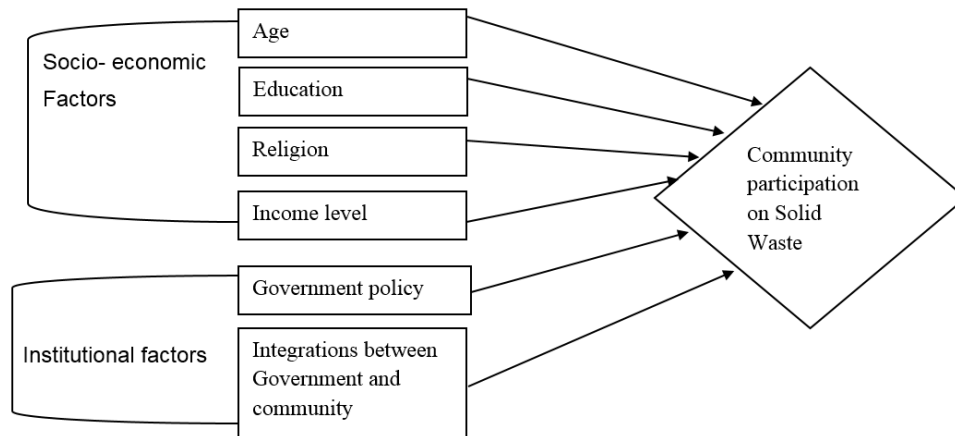 Socio- economic
Factors
Age
Education
Religion
Income level
Institutional factors
Government policy
Integrations between
Government and
community
Community
participation
on Solid
Waste